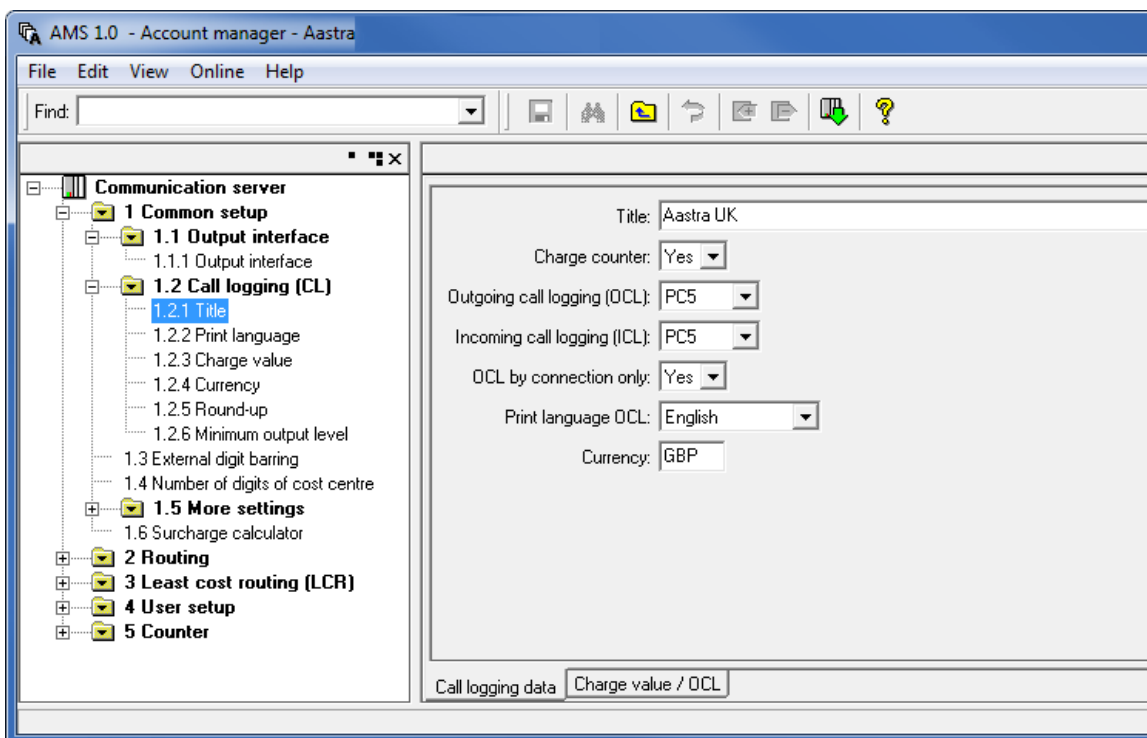 AMS 1.0 - Account manager - Aastra
File Edit View Online Help
Find:
Communication server
1 Common setup
1.1 Output interface
1.1.1 Output interface
1.2 Call logging (CL)
1.2.1 Title
1.2.2 Print language
1.2.3 Charge value
1.2.4 Currency
1.2.5 Round-up
1.2.6 Minimum output level
1.3 External digit barring
1.4 Number of digits of cost centre
1.5 More settings
1.6 Surcharge calculator
2 Routing
3 Least cost routing (LCR)
4 User setup
5 Counter
Title: Aastra UK
Charge counter: Yes
Outgoing call logging (OCL): PC5
Incoming call logging (ICL): PC5
OCL by connection only: Yes
Print language OCL: English
Currency: GBP
Call logging data Charge value / OCL